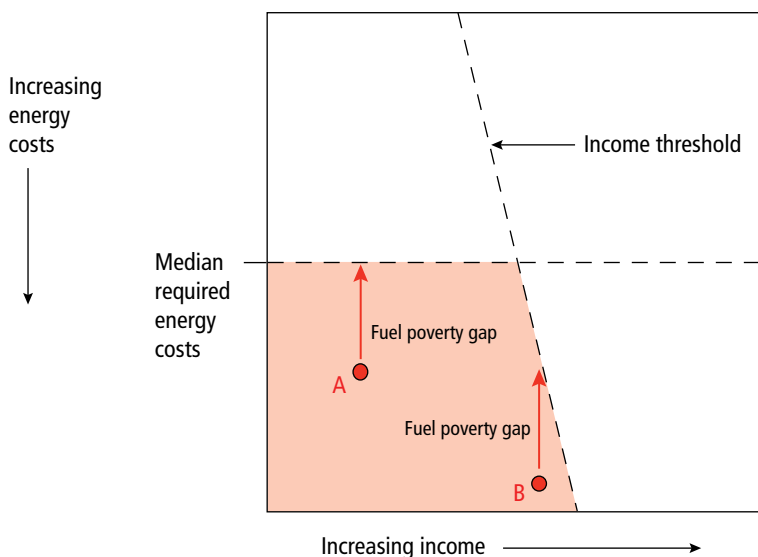 Increasing
energy
costs
Income threshold
Median
required
energy
costs
Fuel poverty gap
A
Fuel poverty gap
B
Increasing income